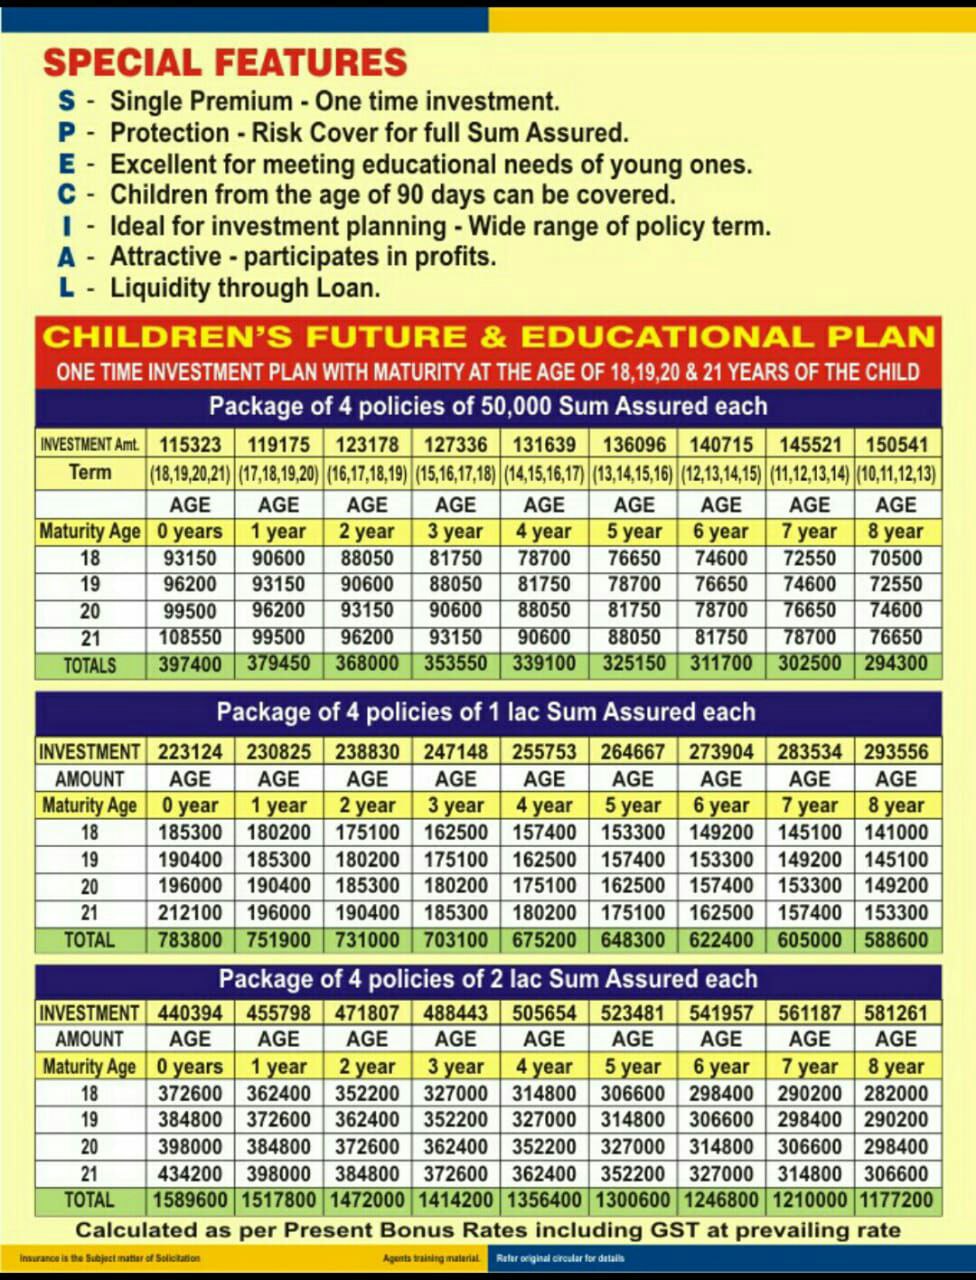 SPECIAL FEATURES
S - Single Premium - One time investment.
P - Protection - Risk Cover for full Sum Assured.
E - Excellent for meeting educational needs of young ones.
C - Children from the age of 90 days can be covered.
I - Ideal for investment planning - Wide range of policy term.
A - Attractive - participates in profits.
L - Liquidity through Loan.
CHILDREN'S FUTURE & EDUCATIONAL PLAN
ONE TIME INVESTMENT PLAN WITH MATURITY AT THE AGE OF 18,19,20 & 21 YEARS OF THE CHILD
Package of 4 policies of 50,000 Sum Assured each
INVESTMENT Amt. 115323 119175 123178 127336 131639 136096 140715 145521 150541
Term (18,19,20,21) (17,18,19,20) (16,17,18,19) (15,16,17,18) (14,15,16,17) (13,14,15,16) (12,13,14,15) (11,12,13,14) (10,11,12,13)
AGE AGE AGE AGE AGE AGE AGE AGE AGE
Maturity Age 0 years 1 year 2 year 3 year 4 year 5 year 6 year 7 year 8 year
18 93150 90600 88050 81750 78700 76650 74600 72550 70500
19 96200 93150 90600 88050 81750 78700 76650 74600 72550
20 99500 96200 93150 90600 88050 81750 78700 76650 74600
21 108550 99500 96200 93150 90600 88050 81750 78700 76650
TOTALS 397400 379450 368000 353550 339100 325150 311700 302500 294300
Package of 4 policies of 1 lac Sum Assured each
INVESTMENT 223124 230825 238830 247148 255753 264667 273904 283534 293556
AMOUNT AGE AGE AGE AGE AGE AGE AGE AGE AGE
Maturity Age 0 year 1 year 2 year 3 year 4 year 5 year 6 year 7 year 8 year
18 185300 180200 175100 162500 157400 153300 149200 145100 141000
19 190400 185300 180200 175100 162500 157400 153300 149200 145100
20 196000 190400 185300 180200 175100 162500 157400 153300 149200
21 212100 196000 190400 185300 180200 175100 162500 157400 153300
TOTAL 783800 751900 731000 703100 675200 648300 622400 605000 588600
Package of 4 policies of 2 lac Sum Assured each
INVESTMENT 440394 455798 471807 488443 505654 523481 541957 561187 581261
AMOUNT AGE AGE AGE AGE AGE AGE AGE AGE AGE
Maturity Age 0 years 1 year 2 year 3 year 4 year 5 year 6 year 7 year 8 year
18 372600 362400 352200 327000 314800 306600 298400 290200 282000
19 384800 372600 362400 352200 327000 314800 306600 298400 290200
20 398000 384800 372600 362400 352200 327000 314800 306600 298400
21 434200 398000 384800 372600 362400 352200 327000 314800 306600
TOTAL 1589600 1517800 1472000 1414200 1356400 1300600 1246800 1210000 1177200
Calculated as per Present Bonus Rates including GST at prevailing rate
Insurance is the Subject matter of Solicitation Agents training material. Refer original circular for details